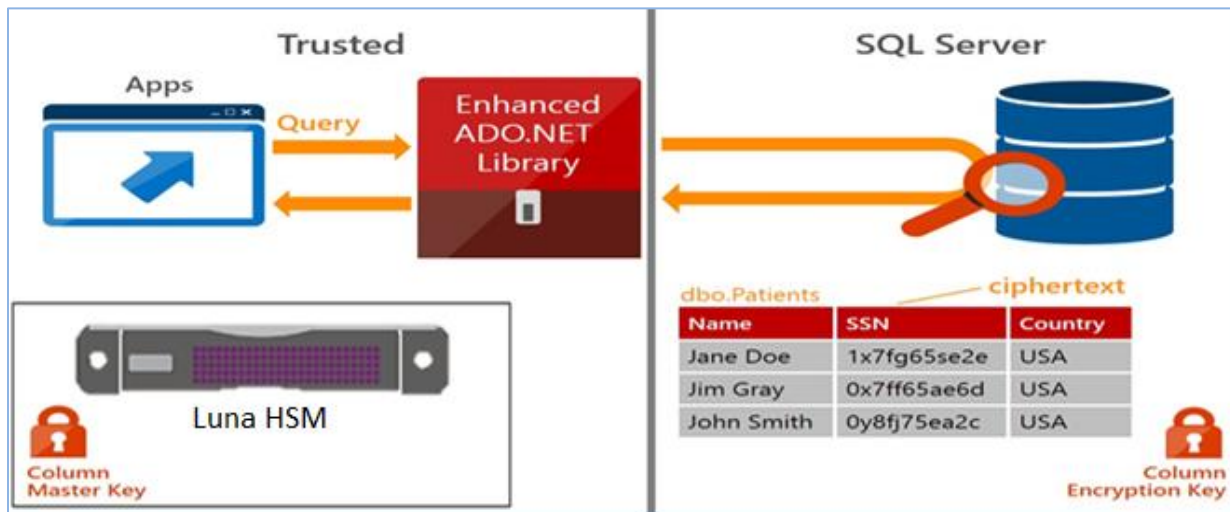 Trusted
Apps
Query
Enhanced
ADO.NET
Library
Luna HSM
Column
Master Key
SQL Server
dbo.Patients
ciphertext
Name SSN Country
Jane Doe 1x7fg65se2e USA
Jim Gray 0x7ff65ae6d USA
John Smith 0y8fj75ea2c USA
Column
Encryption Key